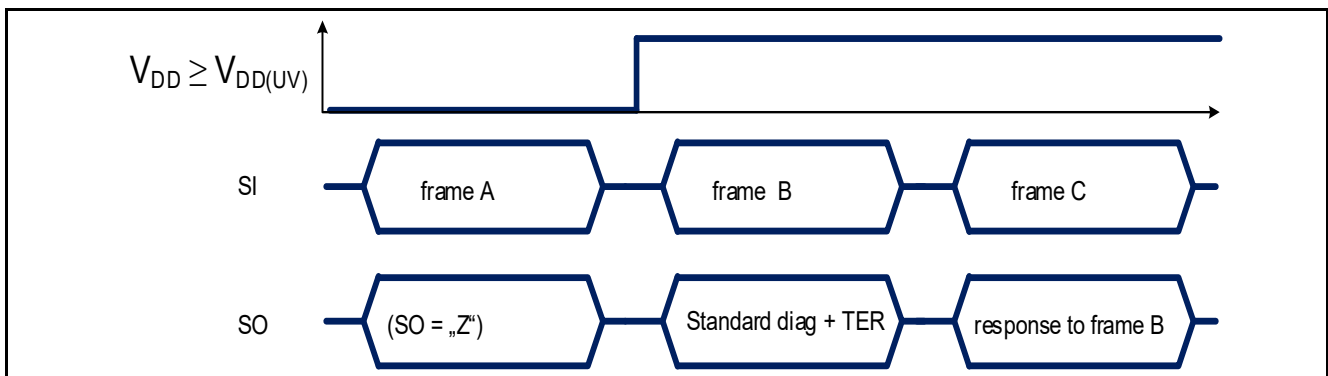 VDD ≥ VDD(UV)
SI
frame A
frame B
frame C
SO
(SO = „Z“)
Standard diag + TER
response to frame B